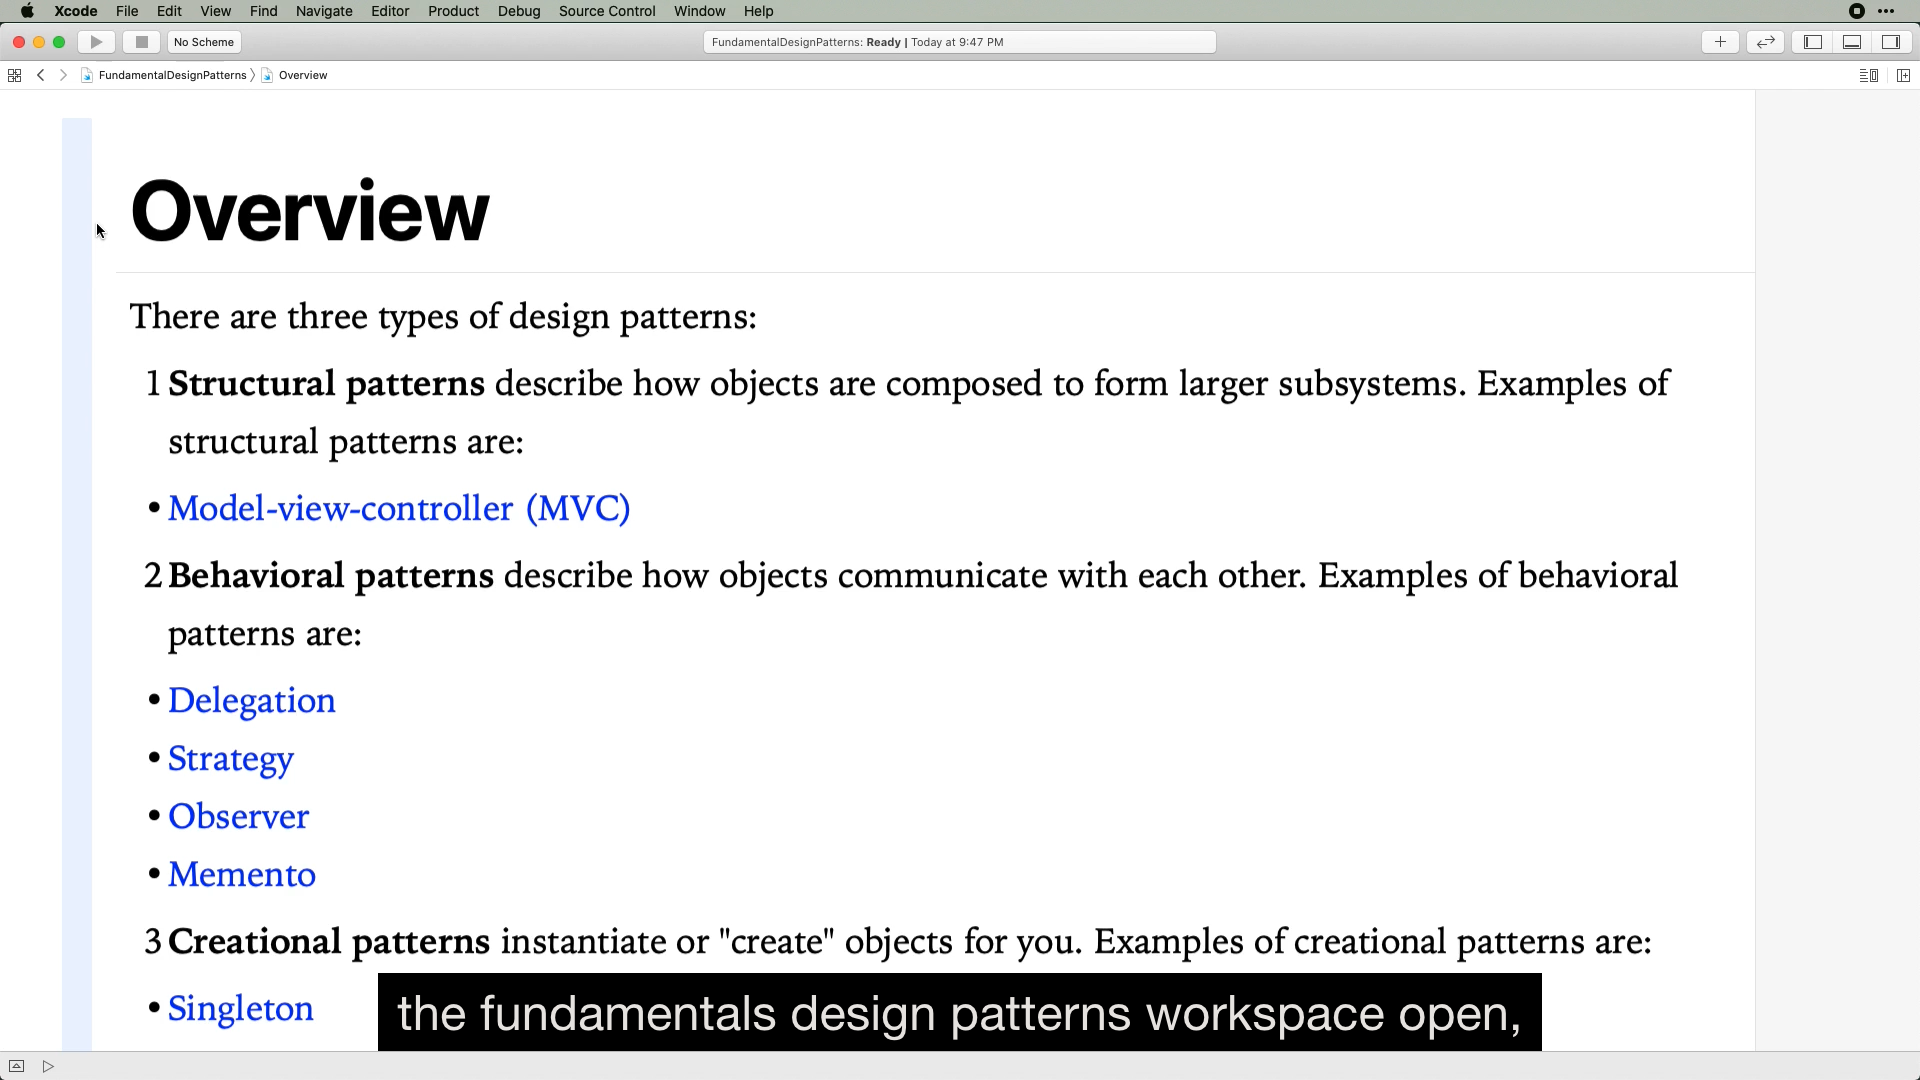 Xcode File Edit View Find Navigate Editor Product Debug Source Control Window Help
No Scheme
FundamentalDesignPatterns: Ready | Today at 9:47 PM
FundamentalDesignPatterns Overview
Overview
There are three types of design patterns:
1 Structural patterns describe how objects are composed to form larger subsystems. Examples of
structural patterns are:
• Model-view-controller (MVC)
2 Behavioral patterns describe how objects communicate with each other. Examples of behavioral
patterns are:
• Delegation
• Strategy
• Observer
• Memento
3 Creational patterns instantiate or "create" objects for you. Examples of creational patterns are:
• Singleton
the fundamentals design patterns workspace open,